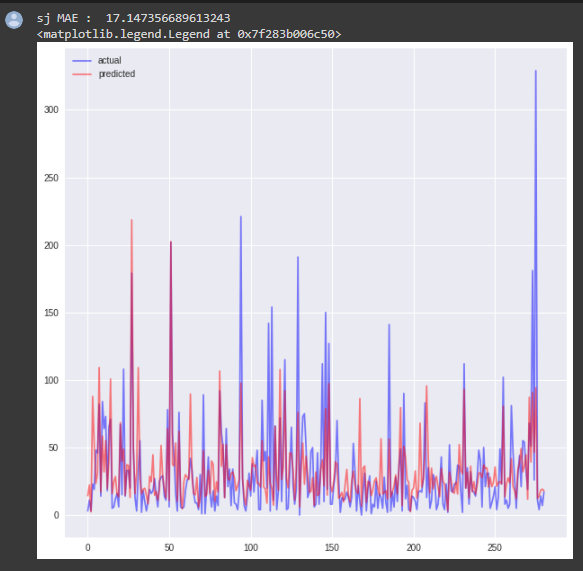 sj MAE :  17.147356689613243
<matplotlib.legend.Legend at 0x7f283b006c50>
actual
predicted
300
250
200
150
100
50
0
0 50 100 150 200 250